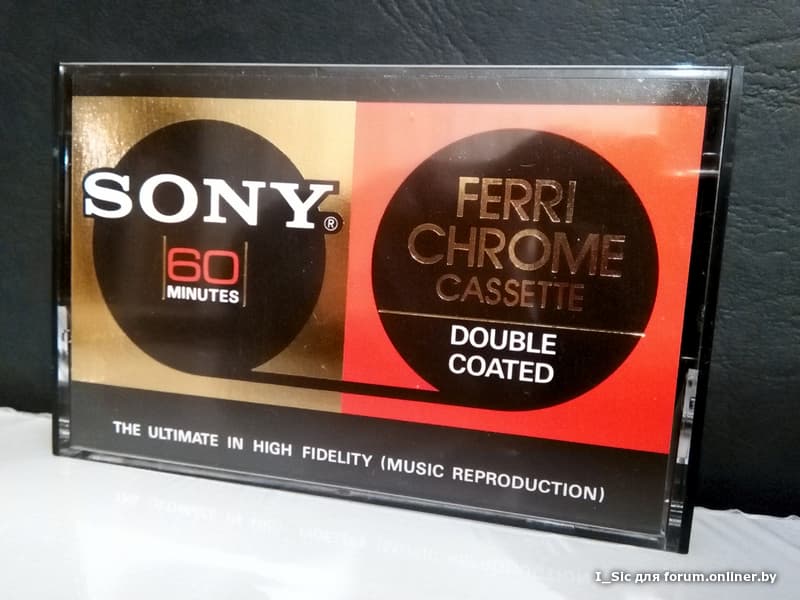 SONY®
60
MINUTES
FERRI
CHROME
CASSETTE
DOUBLE
COATED
THE ULTIMATE IN HIGH FIDELITY (MUSIC REPRODUCTION)
I_Sic для forum.onliner.by